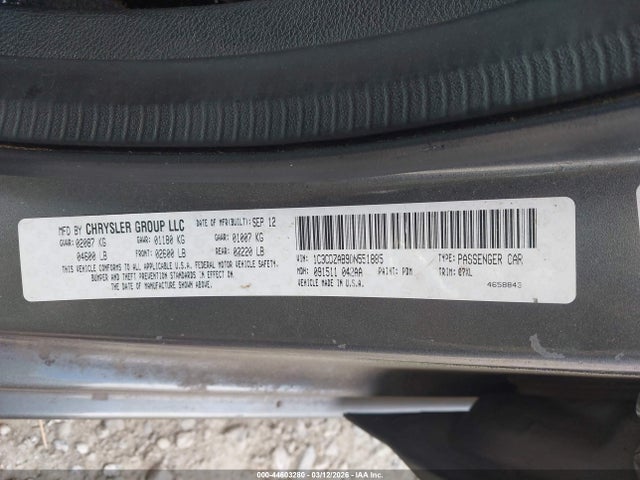 MFD BY CHRYSLER GROUP LLC DATE OF MFR(BUILT): SEP 12
GVWR: 02087 KG GAWR: 01180 KG GAWR: 01007 KG
04600 LB FRONT: 02600 LB REAR: 02220 LB
THIS VEHICLE CONFORMS TO ALL APPLICABLE U.S.A. FEDERAL MOTOR VEHICLE SAFETY,
BUMPER AND THEFT PREVENTION STANDARDS IN EFFECT ON
THE DATE OF MANUFACTURE SHOWN ABOVE.
VIN: 1C3CDZAB9DN551885 TYPE: PASSENGER CAR
MDH: 091511 042AA PAINT: PDM TRIM: @7XL
VEHICLE MADE IN U.S.A. 4658843
000-44603280 - 03/12/2026 - IAA Inc.